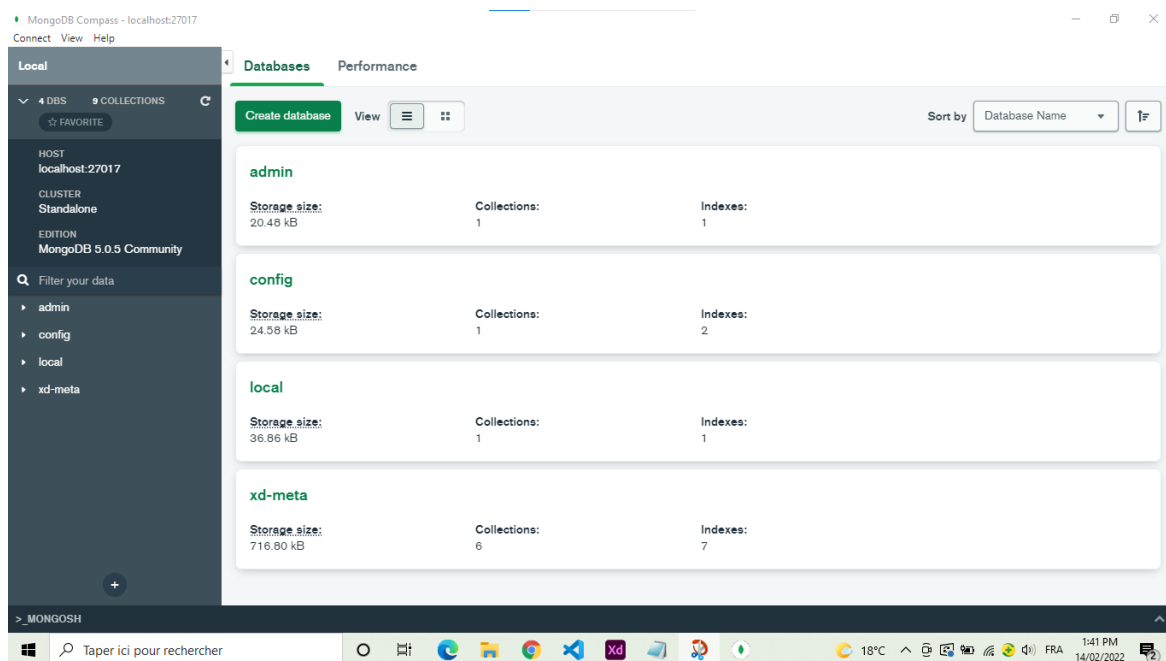 MongoDB Compass - localhost:27017
Connect View Help
Local
4 DBS 9 COLLECTIONS
FAVORITE
HOST
localhost:27017
CLUSTER
Standalone
EDITION
MongoDB 5.0.5 Community
Filter your data
admin
config
local
xd-meta
Databases Performance
Create database View Sort by Database Name
admin
Storage size: Collections: Indexes:
20.48 kB 1 1
config
Storage size: Collections: Indexes:
24.58 kB 1 2
local
Storage size: Collections: Indexes:
36.86 kB 1 1
xd-meta
Storage size: Collections: Indexes:
716.80 kB 6 7
>_MONGOSH
Taper ici pour rechercher Xd 18°C FRA 1:41 PM
14/02/2022 2